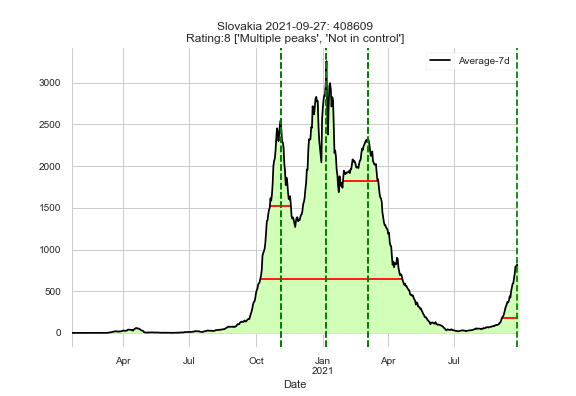 Slovakia 2021-09-27: 408609
Rating:8 ['Multiple peaks', 'Not in control']
Average-7d
3000
2500
2000
1500
1000
500
0
Apr
Jul
Oct
Jan
2021
Apr
Jul
Date